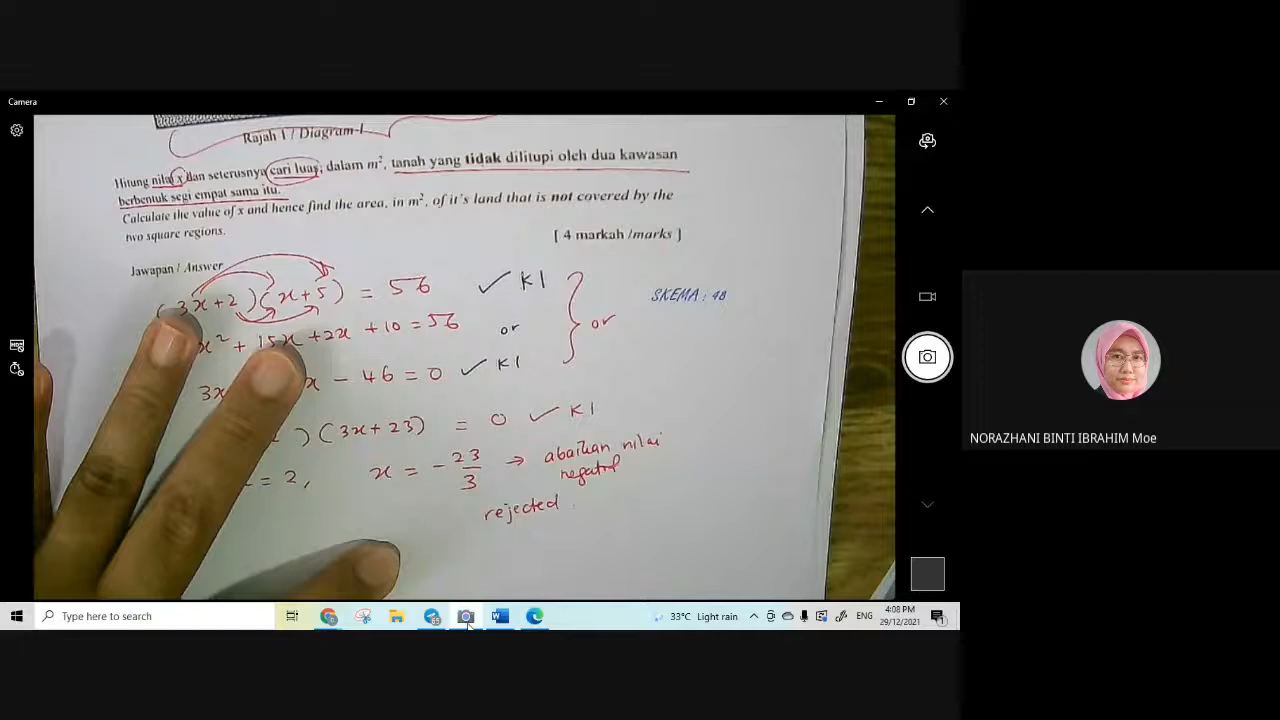 Camera
Rajah 1 / Diagram 1
Hitung nilai x dan seterusnya cari luas, dalam m², tanah yang tidak dilitupi oleh dua kawasan
berbentuk segi empat sama itu.
Calculate the value of x and hence find the area, in m², of it's land that is not covered by the
two square regions.
[ 4 markah /marks ]
Jawapan / Answer
(3x+2)(x+5) = 56 ✓ K1
SKEMA : 48
x² + 15x + 2x + 10 = 56 or
or
3x x - 46 = 0 ✓ K1
)(3x+23) = 0 ✓ K1
= 2, x = -23/3 → abaikan nilai
negatif
rejected
NORAZHANI BINTI IBRAHIM Moe
Type here to search
33°C Light rain
ENG
4:08 PM
29/12/2021